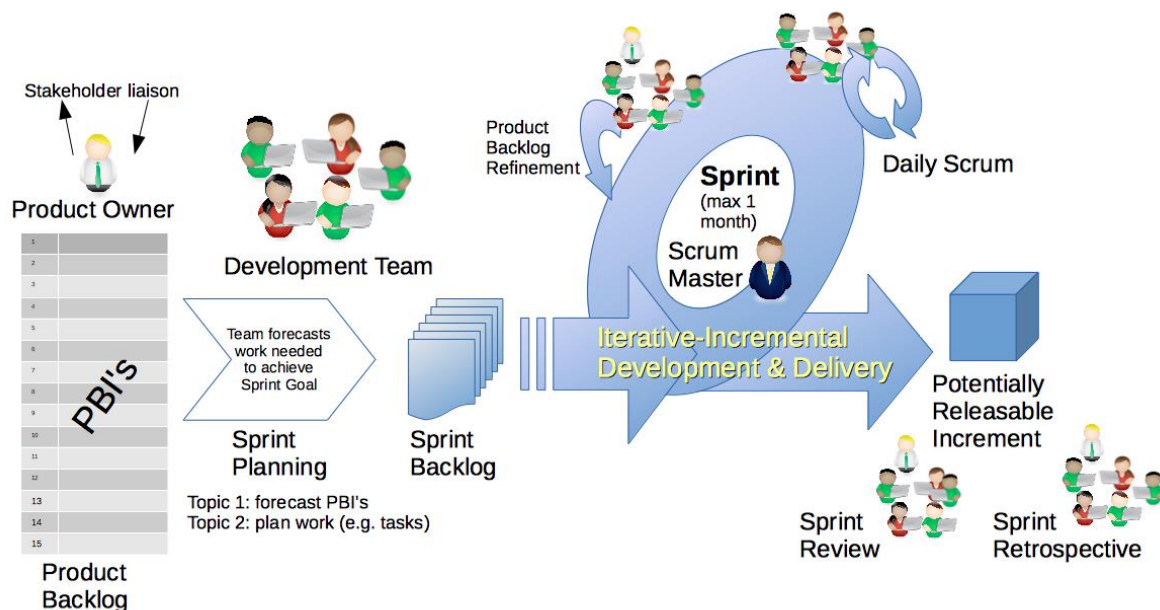 Stakeholder liaison
Product Owner
1
2
3
4
5
6
7
8
9
10
11
12
13
14
15
PBI's
Product
Backlog
Development Team
Team forecasts
work needed
to achieve
Sprint Goal
Sprint
Planning
Topic 1: forecast PBI's
Topic 2: plan work (e.g. tasks)
Sprint
Backlog
Product
Backlog
Refinement
Sprint
(max 1
month)
Scrum
Master
Daily Scrum
Iterative-Incremental
Development & Delivery
Potentially
Releasable
Increment
Sprint
Review
Sprint
Retrospective